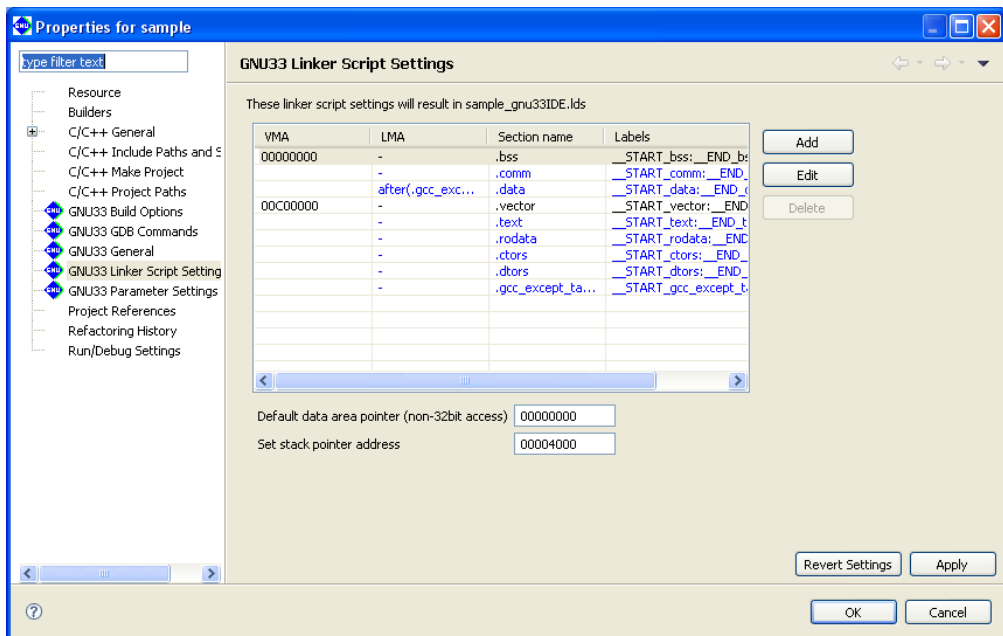 Properties for sample
type filter text
Resource
Builders
C/C++ General
C/C++ Include Paths and S
C/C++ Make Project
C/C++ Project Paths
GNU33 Build Options
GNU33 GDB Commands
GNU33 General
GNU33 Linker Script Setting
GNU33 Parameter Settings
Project References
Refactoring History
Run/Debug Settings
GNU33 Linker Script Settings
These linker script settings will result in sample_gnu33IDE.lds
VMA LMA Section name Labels
00000000 - .bss __START_bss:__END_bs
- .comm __START_comm:__END_
after(.gcc_exc... .data __START_data:__END_
00C00000 - .vector __START_vector:__END
- .text __START_text:__END_t
- .rodata __START_rodata:__END
- .ctors __START_ctors:__END_
- .dtors __START_dtors:__END_
- .gcc_except_ta... __START_gcc_except_t
Add
Edit
Delete
Default data area pointer (non-32bit access) 00000000
Set stack pointer address 00004000
Revert Settings Apply
OK Cancel